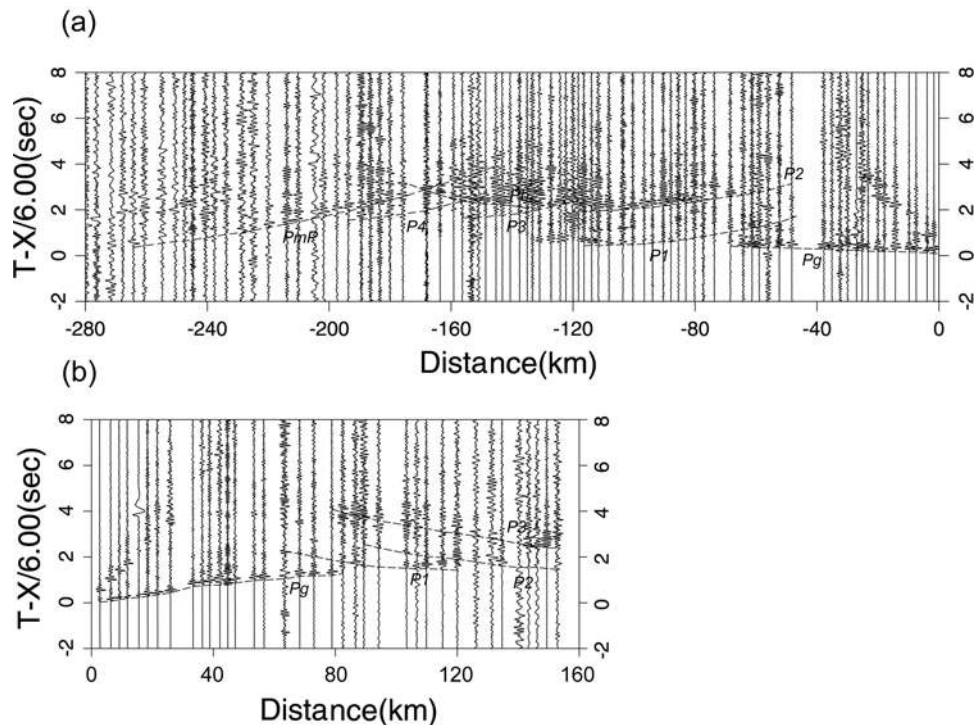 (a)
T-X/6.00(sec)
8 8
6 6
4 4
2 2
0 0
-2 -2
P2
PmP P4 P3 P1 Pg
-280 -240 -200 -160 -120 -80 -40 0
Distance(km)
(b)
T-X/6.00(sec)
8 8
6 6
4 4
2 2
0 0
-2 -2
P3
Pg P1 P2
0 40 80 120 160
Distance(km)